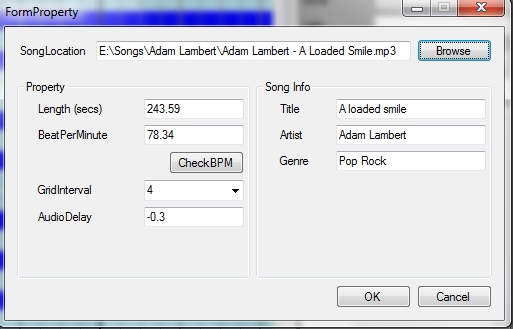 FormProperty
SongLocation E:\Songs\Adam Lambert\Adam Lambert - A Loaded Smile.mp3 Browse
Property
Length (secs) 243.59
BeatPerMinute 78.34
CheckBPM
GridInterval 4
AudioDelay -0.3
Song Info
Title A loaded smile
Artist Adam Lambert
Genre Pop Rock
OK Cancel